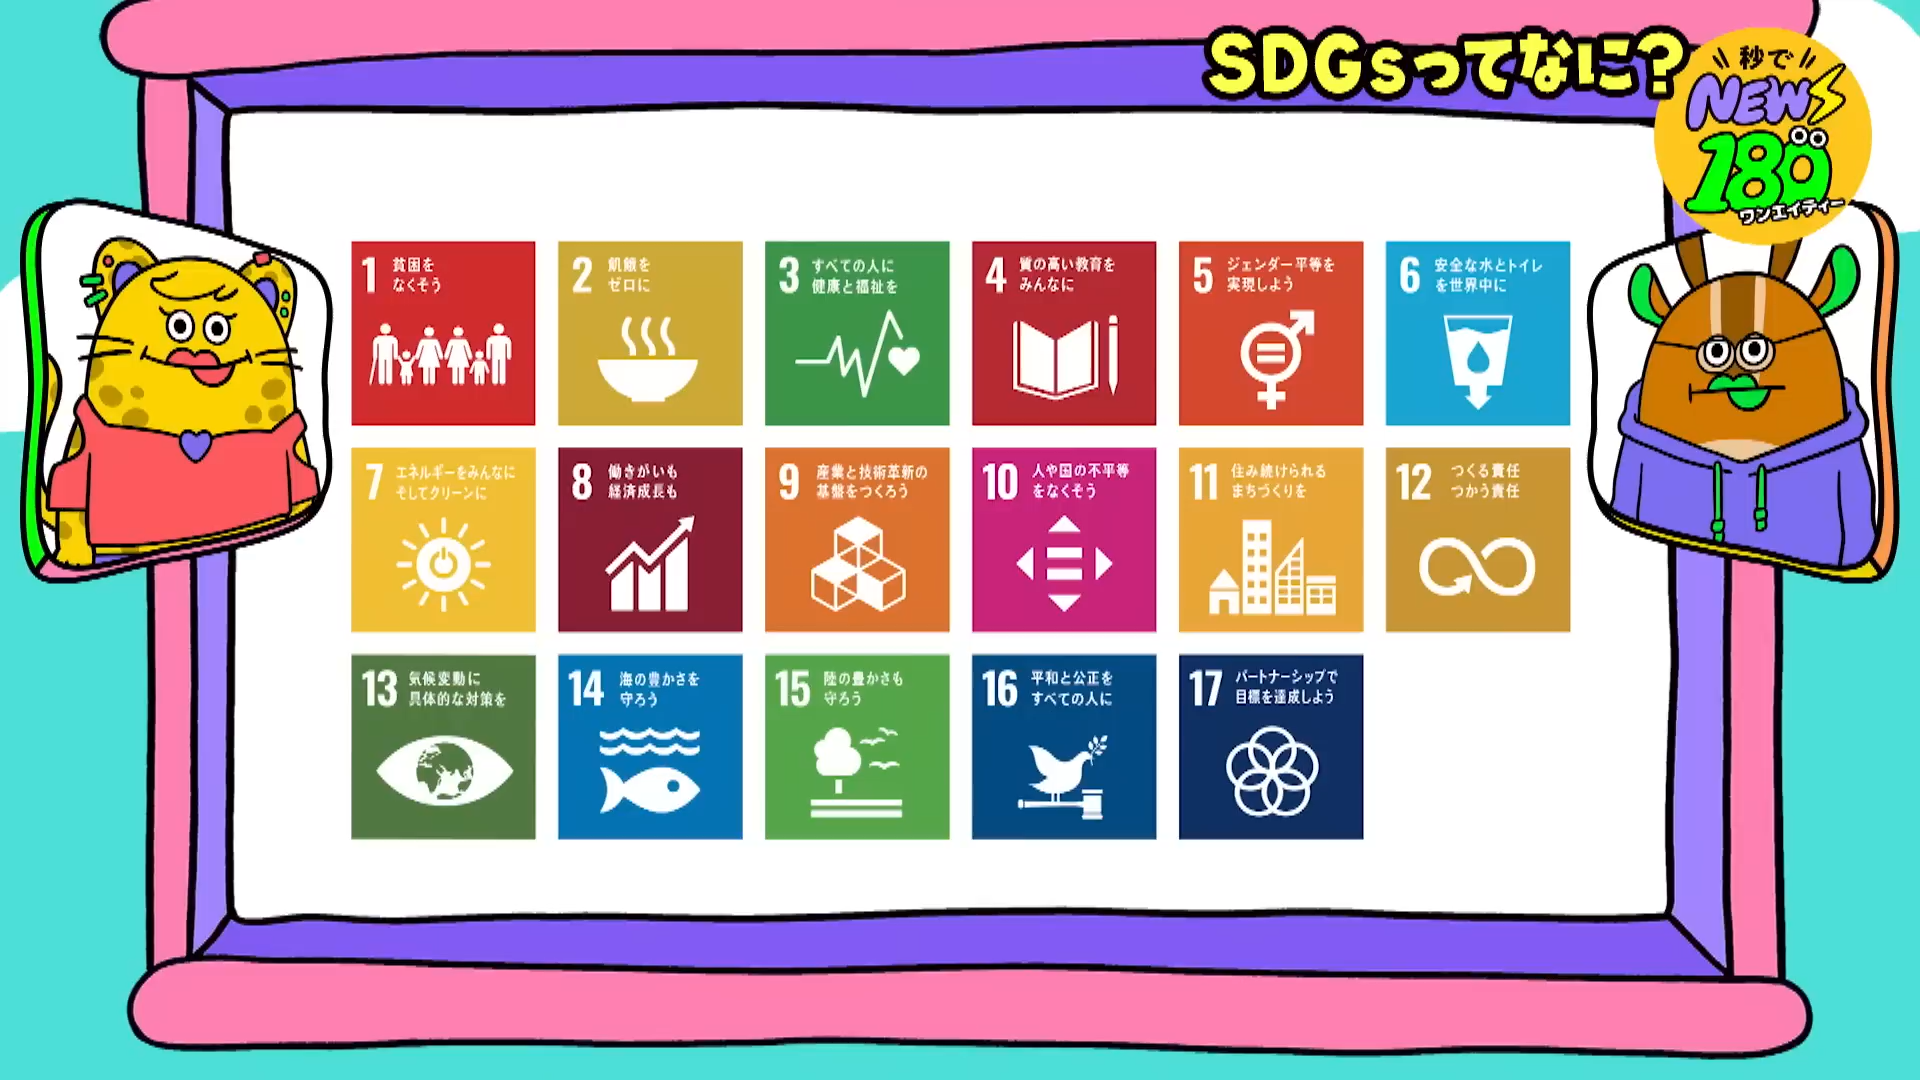 SDGsってなに?
秒で
NEWS
180
ワンエイティー
1 貧困を
なくそう
2 飢餓を
ゼロに
3 すべての人に
健康と福祉を
4 質の高い教育を
みんなに
5 ジェンダー平等を
実現しよう
6 安全な水とトイレ
を世界中に
7 エネルギーをみんなに
そしてクリーンに
8 働きがいも
経済成長も
9 産業と技術革新の
基盤をつくろう
10 人や国の不平等
をなくそう
11 住み続けられる
まちづくりを
12 つくる責任
つかう責任
13 気候変動に
具体的な対策を
14 海の豊かさを
守ろう
15 陸の豊かさも
守ろう
16 平和と公正を
すべての人に
17 パートナーシップで
目標を達成しよう